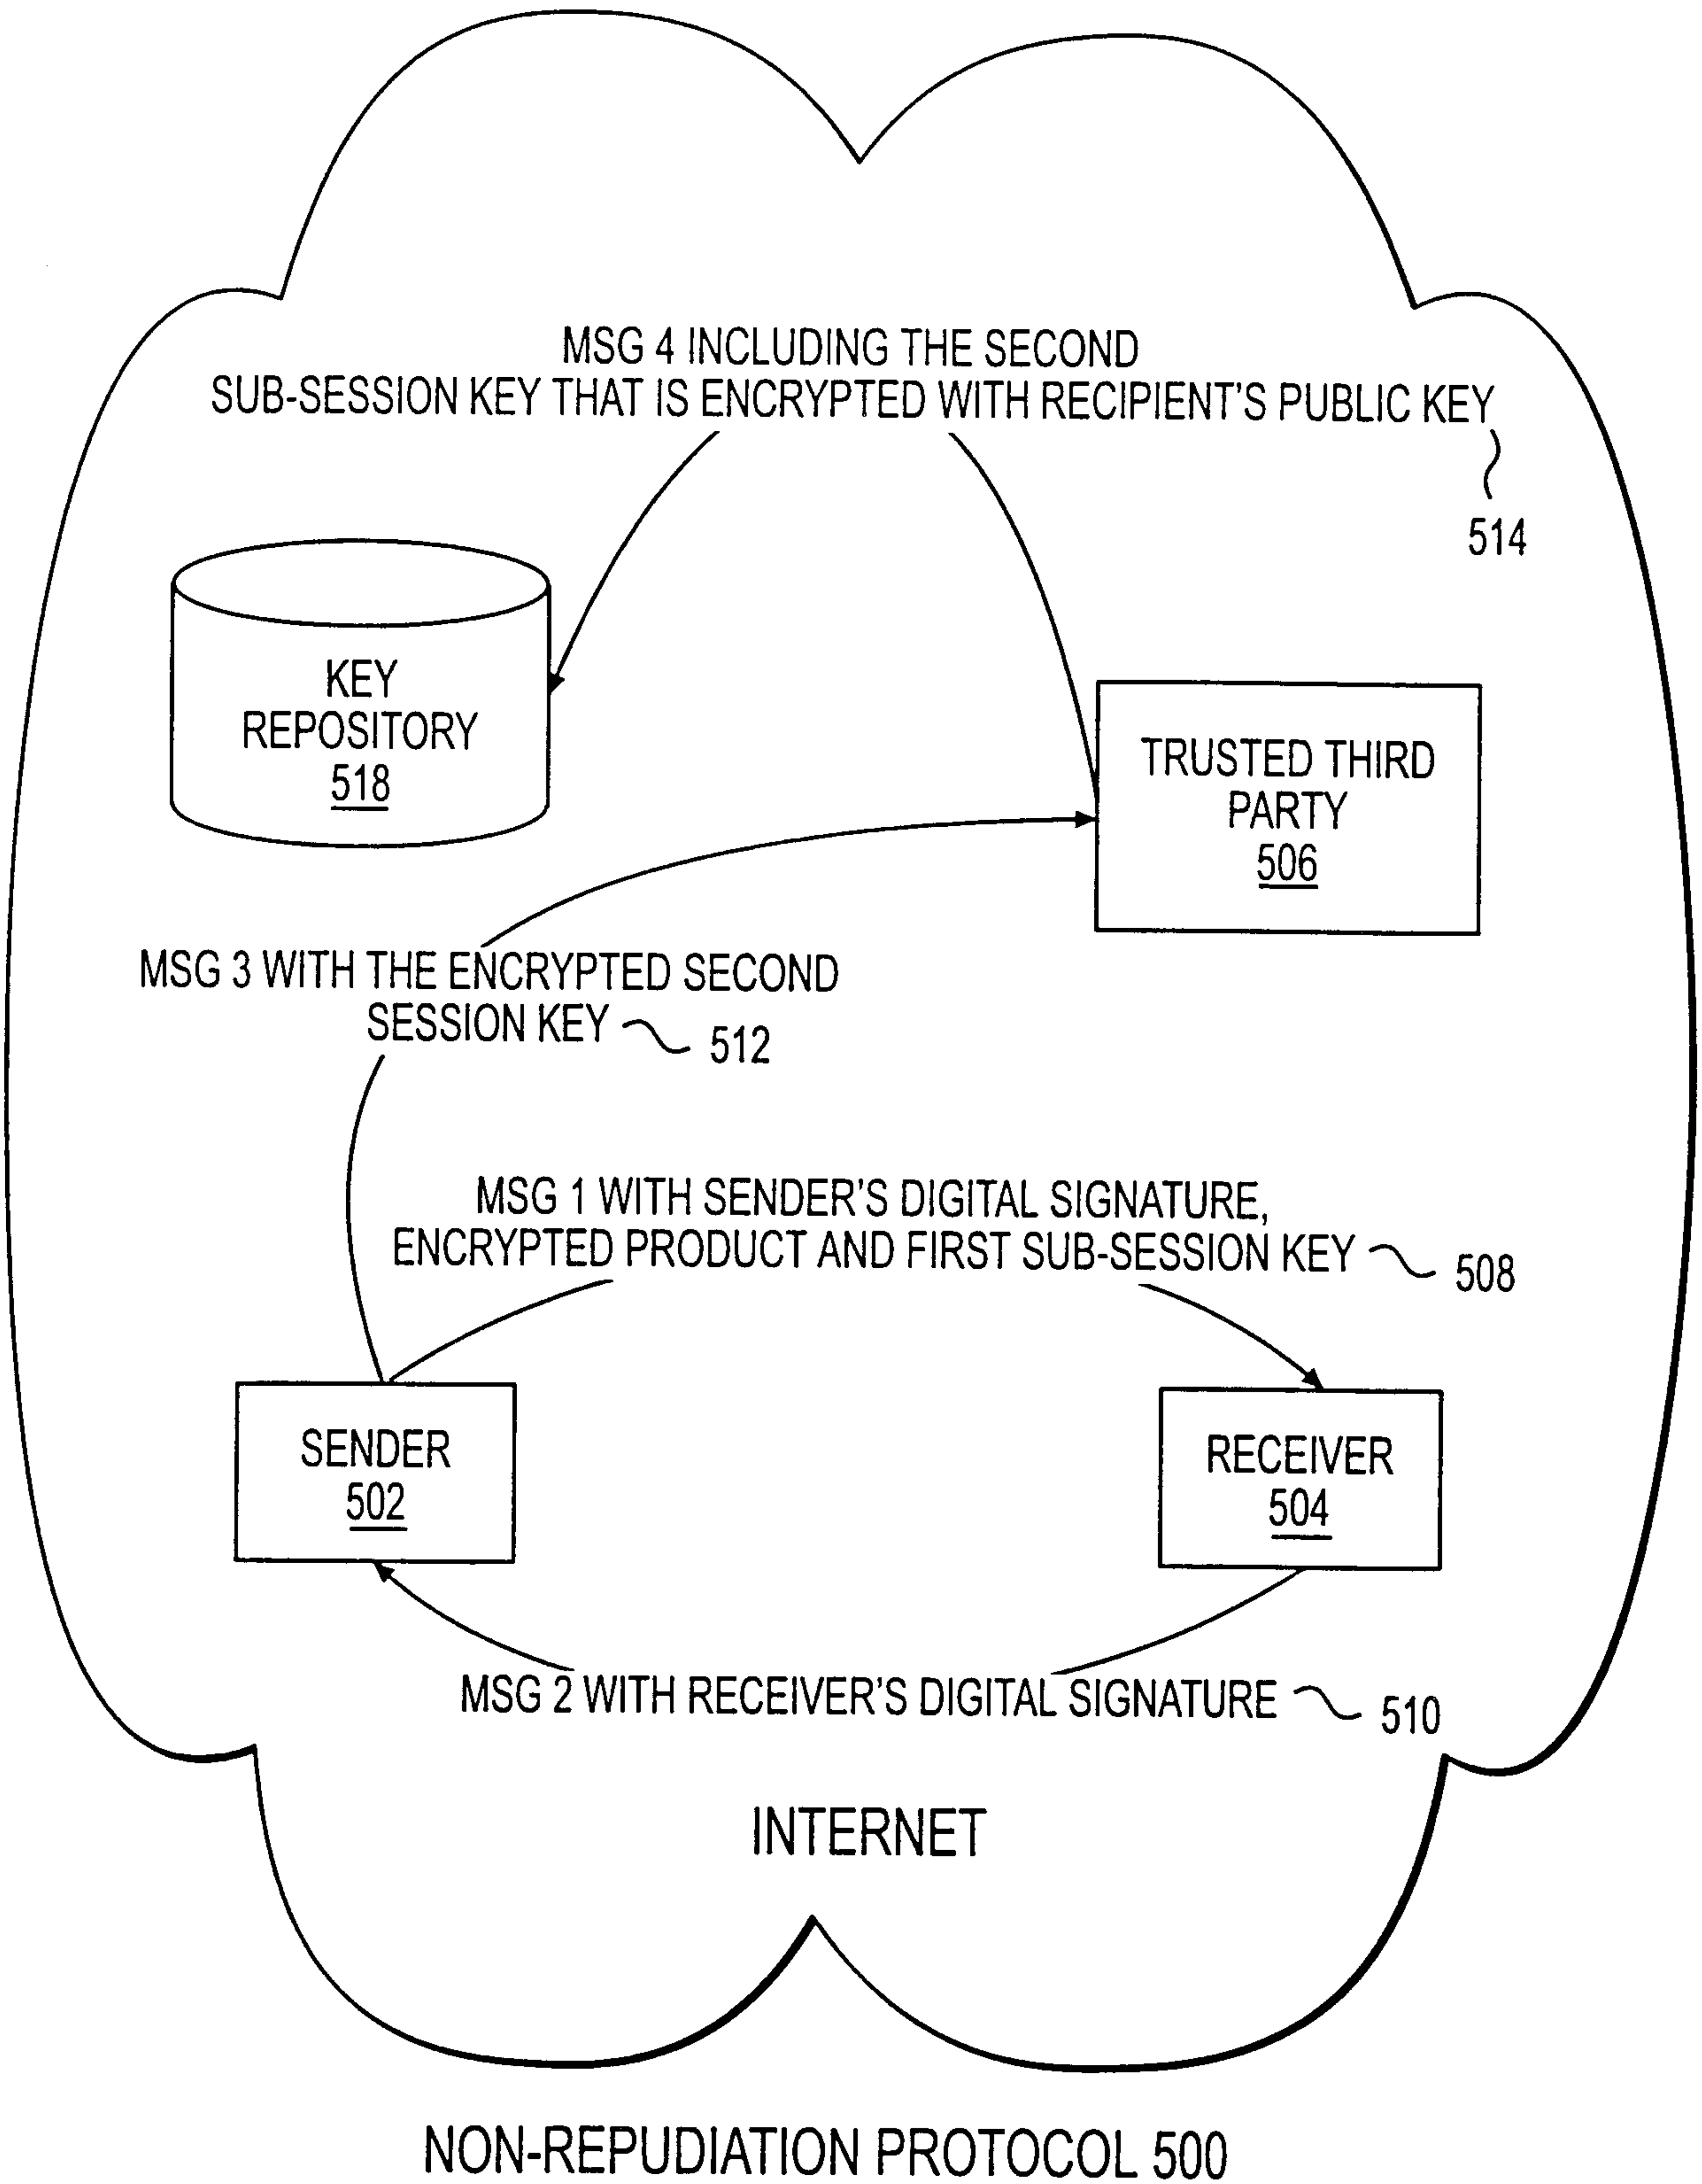 MSG 4 INCLUDING THE SECOND
SUB-SESSION KEY THAT IS ENCRYPTED WITH RECIPIENT'S PUBLIC KEY
514
KEY
REPOSITORY
518
TRUSTED THIRD
PARTY
506
MSG 3 WITH THE ENCRYPTED SECOND
SESSION KEY
512
MSG 1 WITH SENDER'S DIGITAL SIGNATURE,
ENCRYPTED PRODUCT AND FIRST SUB-SESSION KEY
508
SENDER
502
RECEIVER
504
MSG 2 WITH RECEIVER'S DIGITAL SIGNATURE
510
INTERNET
NON-REPUDIATION PROTOCOL 500